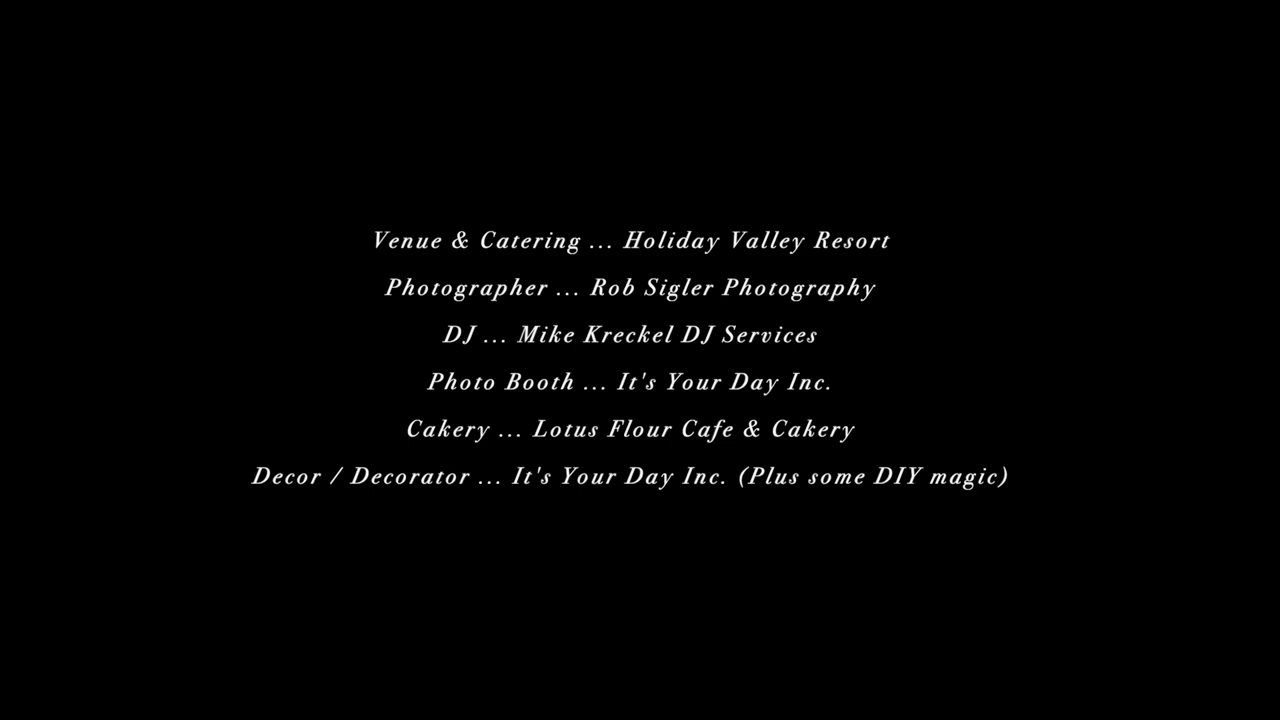 Venue & Catering ... Holiday Valley Resort
Photographer ... Rob Sigler Photography
DJ ... Mike Kreckel DJ Services
Photo Booth ... It's Your Day Inc.
Cakery ... Lotus Flour Cafe & Cakery
Decor / Decorator ... It's Your Day Inc. (Plus some DIY magic)